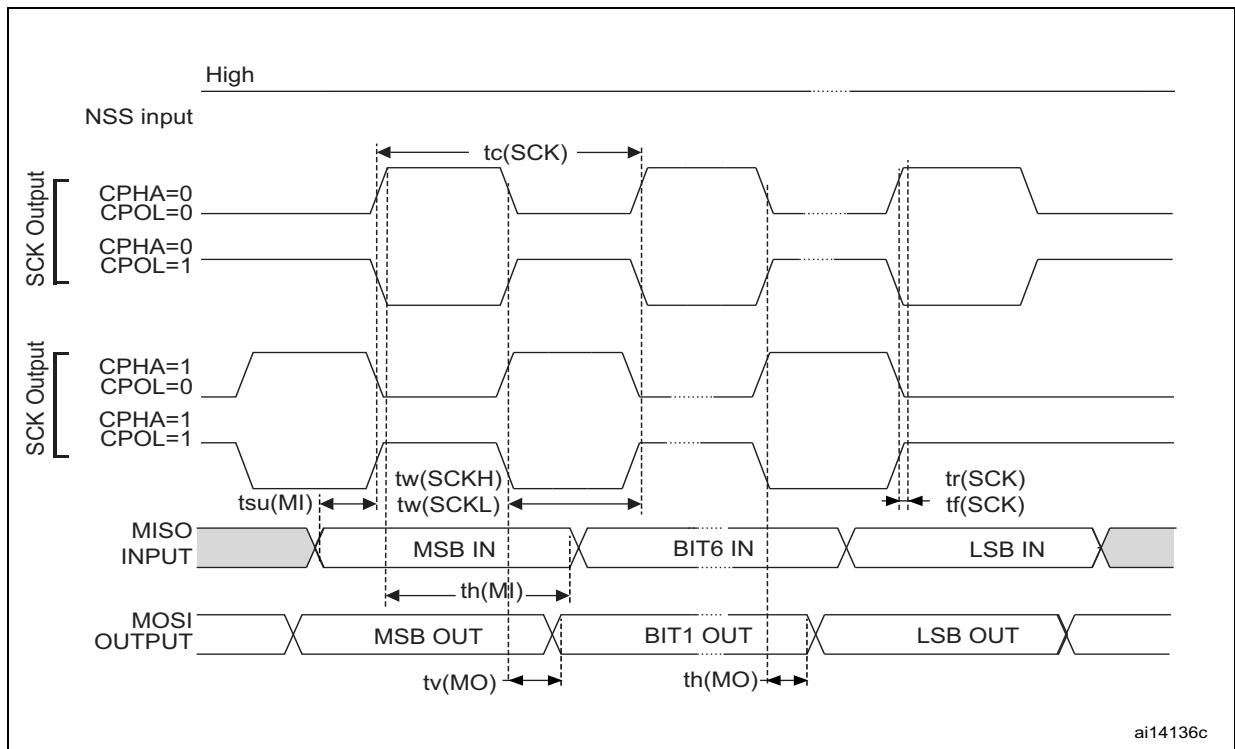 High
NSS input
tc(SCK)
SCK Output
CPHA=0
CPOL=0
CPHA=0
CPOL=1
SCK Output
CPHA=1
CPOL=0
CPHA=1
CPOL=1
tw(SCKH)
tw(SCKL)
tr(SCK)
tf(SCK)
tsu(MI)
MISO
INPUT
MSB IN
BIT6 IN
LSB IN
th(MI)
MOSI
OUTPUT
MSB OUT
BIT1 OUT
LSB OUT
tv(MO)
th(MO)
ai14136c